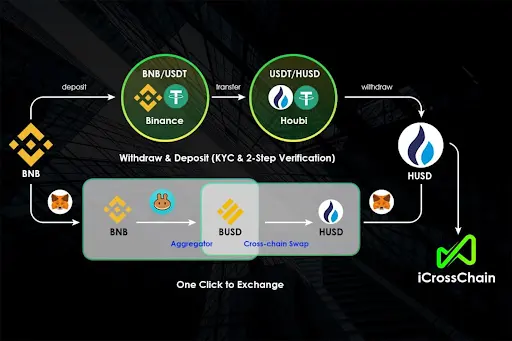 BNB/USDT
USDT/HUSD
deposit
transfer
withdraw
Binance
Houbi
Withdraw & Deposit (KYC & 2-Step Verification)
BNB
HUSD
BNB
BUSD
HUSD
Aggregator
Cross-chain Swap
iCrossChain
One Click to Exchange